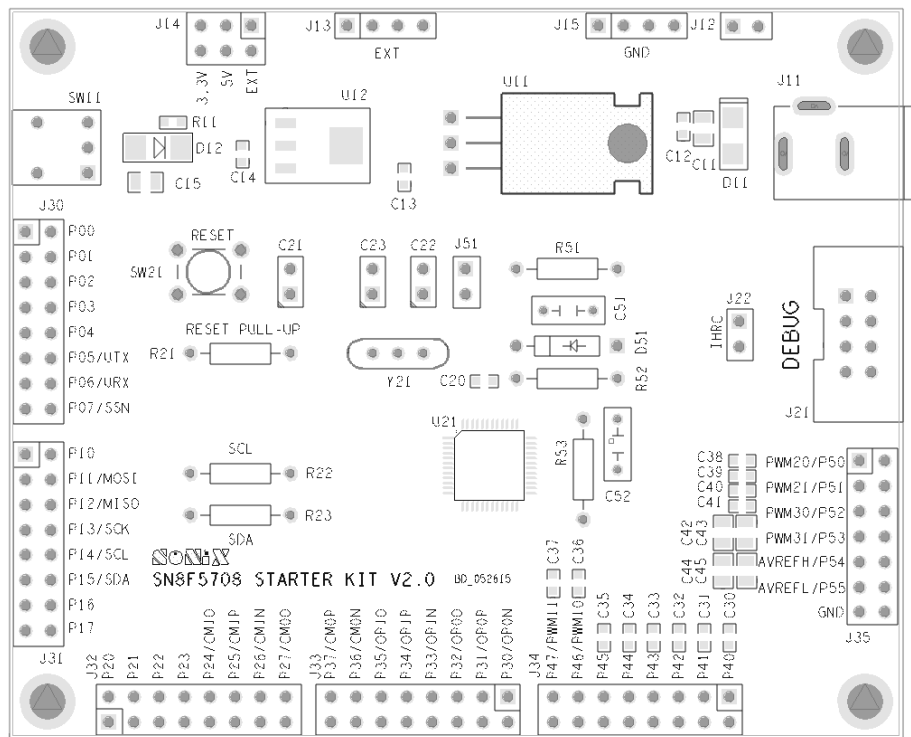 J14
J13
J15
J12
EXT
GND
3.3V
5V
EXT
J11
SW11
U12
U11
R11
D12
C14
C15
C13
C12
C11
D11
J30
P00
P01
P02
P03
P04
P05/UTX
P06/URX
P07/SSN
RESET
SW21
C21
C23
C22
J51
R51
C51
J22
IHRC
DEBUG
J21
RESET PULL-UP
R21
Y21
C20
D51
R52
U21
R53
C52
P10
P11/MOSI
P12/MISO
P13/SCK
P14/SCL
P15/SDA
P16
P17
J31
SCL
R22
R23
SDA
SONiX
SN8F5708 STARTER KIT V2.0
BD_052615
C38
C39
C40
C41
C42
C43
C44
C45
PWM20/P50
PWM21/P51
PWM30/P52
PWM31/P53
AVREFH/P54
AVREFL/P55
GND
J35
C37
C36
C35
C34
C33
C32
C31
C30
J32
P20
P21
P22
P23
P24/CM1O
P25/CM1P
P26/CM1N
P27/CM0O
J33
P37/CM0P
P36/CM0N
P35/OP1O
P34/OP1P
P33/OP1N
P32/OP0O
P31/OP0P
P30/OP0N
J34
P47/PWM11
P46/PWM10
P45
P44
P43
P42
P41
P40